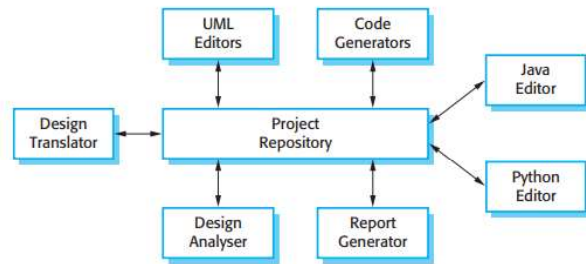 UML
Editors
Code
Generators
Java
Editor
Design
Translator
Project
Repository
Python
Editor
Design
Analyser
Report
Generator